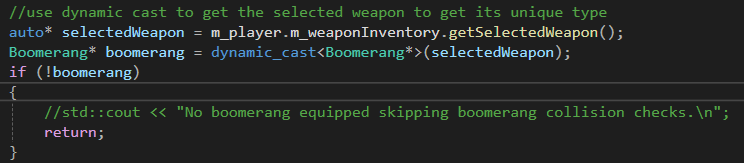 //use dynamic cast to get the selected weapon to get its unique type
auto* selectedWeapon = m_player.m_weaponInventory.getSelectedWeapon();
Boomerang* boomerang = dynamic_cast<Boomerang*>(selectedWeapon);
if (!boomerang)
{
    //std::cout << "No boomerang equipped skipping boomerang collision checks.\n";
    return;
}